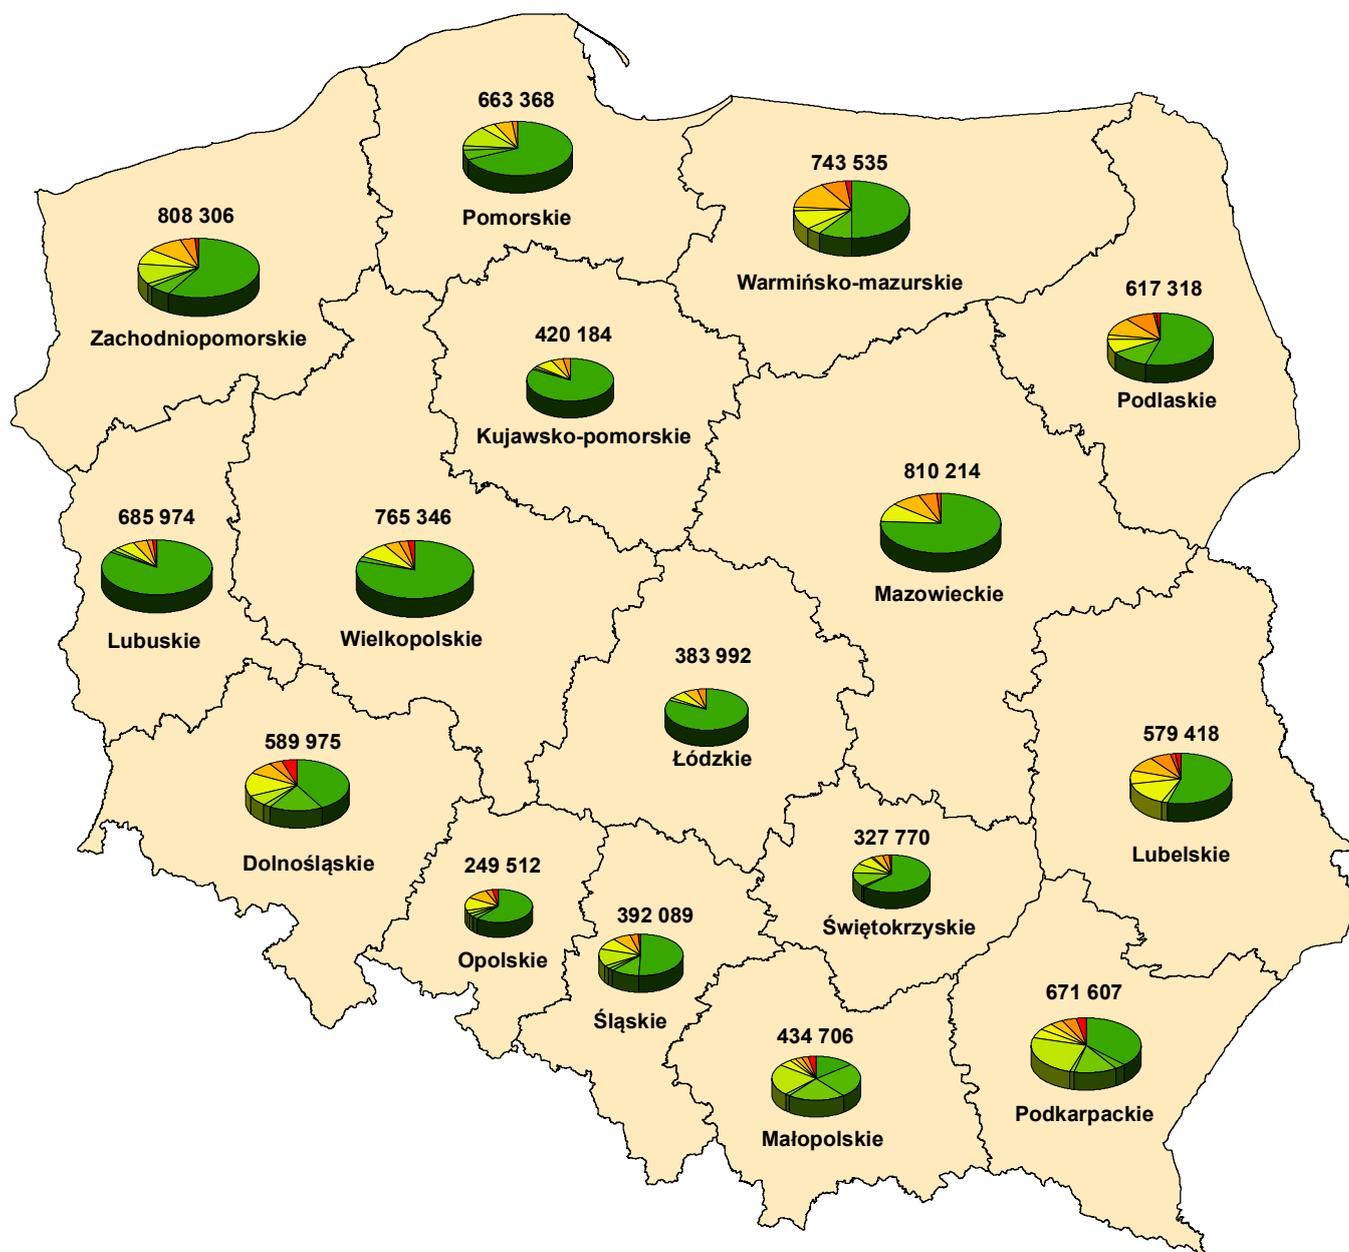 663 368
Pomorskie
743 535
Warmińsko-mazurskie
808 306
Zachodniopomorskie
617 318
Podlaskie
420 184
Kujawsko-pomorskie
810 214
Mazowieckie
685 974
Lubuskie
765 346
Wielkopolskie
383 992
Łódzkie
589 975
Dolnośląskie
579 418
Lubelskie
327 770
Świętokrzyskie
249 512
Opolskie
392 089
Śląskie
671 607
Podkarpackie
434 706
Małopolskie